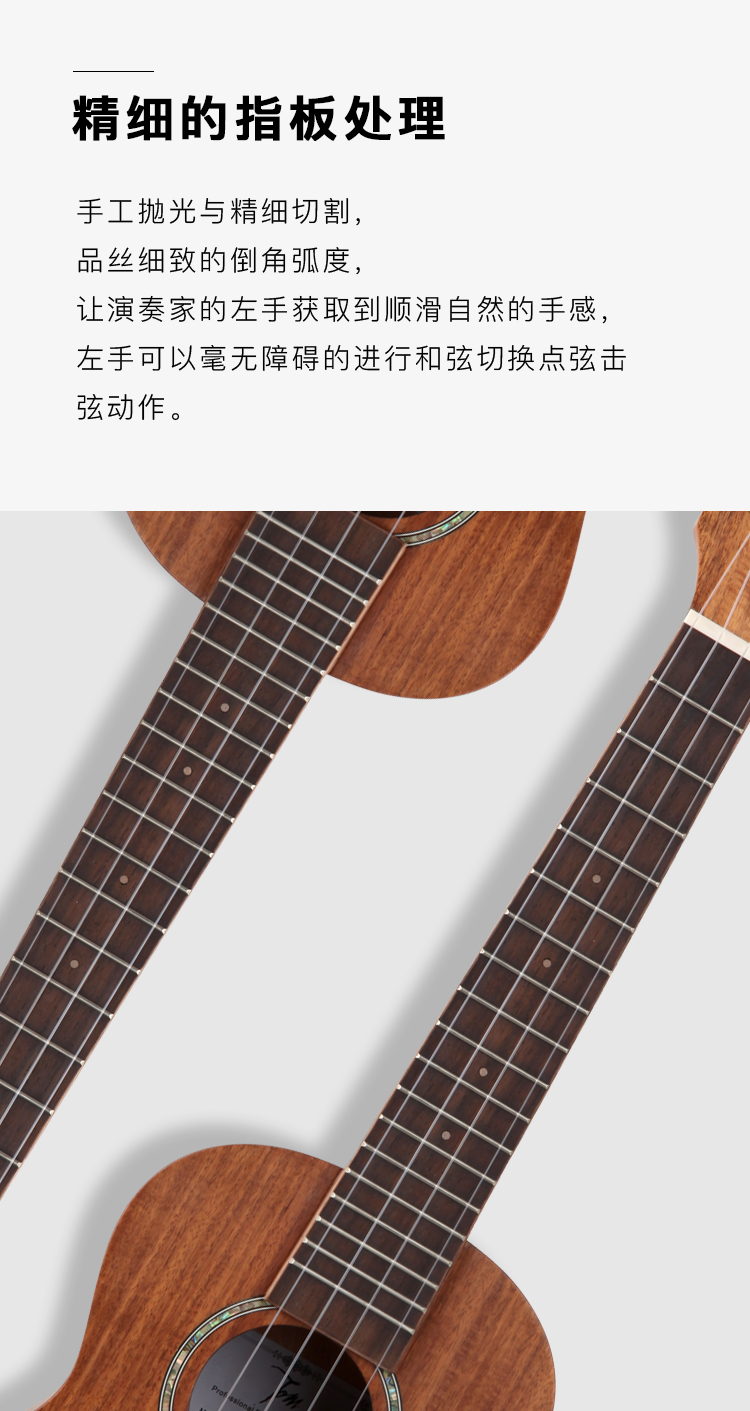 精细的指板处理
手工抛光与精细切割，
品丝细致的倒角弧度，
让演奏家的左手获取到顺滑自然的手感，
左手可以毫无障碍的进行和弦切换点弦击
弦动作。
Professional